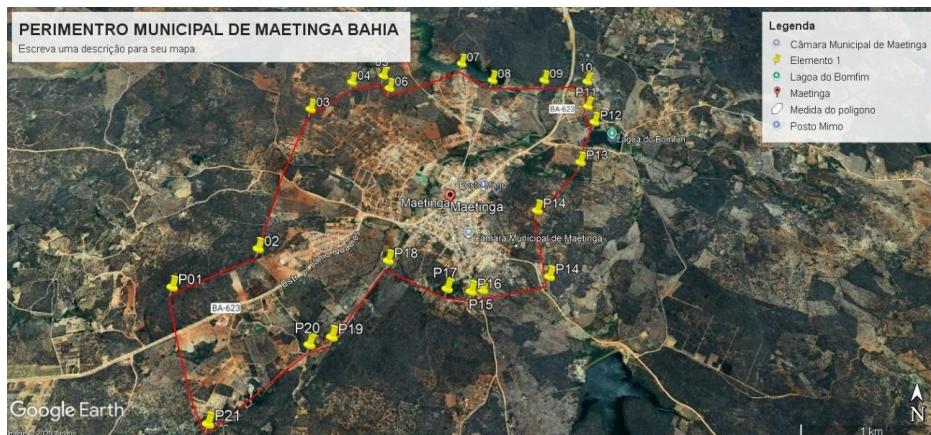 PERIMENTRO MUNICIPAL DE MAETINGA BAHIA
Escreva uma descrição para seu mapa.
Legenda
Câmara Municipal de Maetinga
Elemento 1
Lagoa do Bomfim
Maetinga
Medida do polígono
Posto Mimo
07
04
06
08
09
10
03
P11
BA-623
P12
Lagoa do Bomfim
P13
Maetinga
Maetinga
P14
Câmara Municipal de Maetinga
02
P18
P01
P17
P16
P14
P15
BA-623
P20
P19
P21
Google Earth
N
1 km